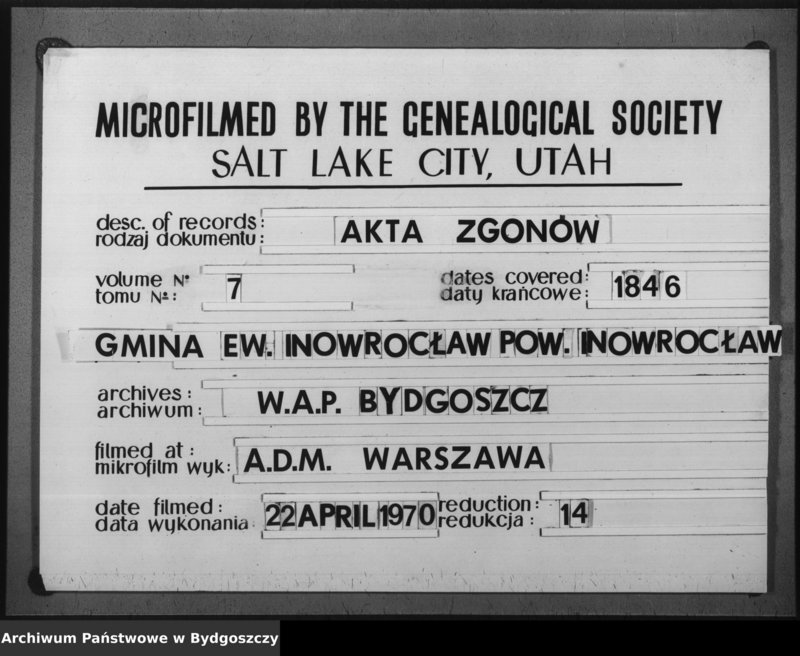 MICROFILMED BY THE GENEALOGICAL SOCIETY
SALT LAKE CITY, UTAH
desc. of records: AKTA ZGONÓW
rodzaj dokumentu:
volume Nº 7 dates covered: 1846
tomu Nº: daty krańcowe:
GMINA EW. INOWROCŁAW POW. INOWROCŁAW
archives: W.A.P. BYDGOSZCZ
archiwum:
filmed at: A.D.M. WARSZAWA
mikrofilm wyk:
date filmed: 22 APRIL 1970 reduction: 14
data wykonania: redukcja:
Archiwum Państwowe w Bydgoszczy